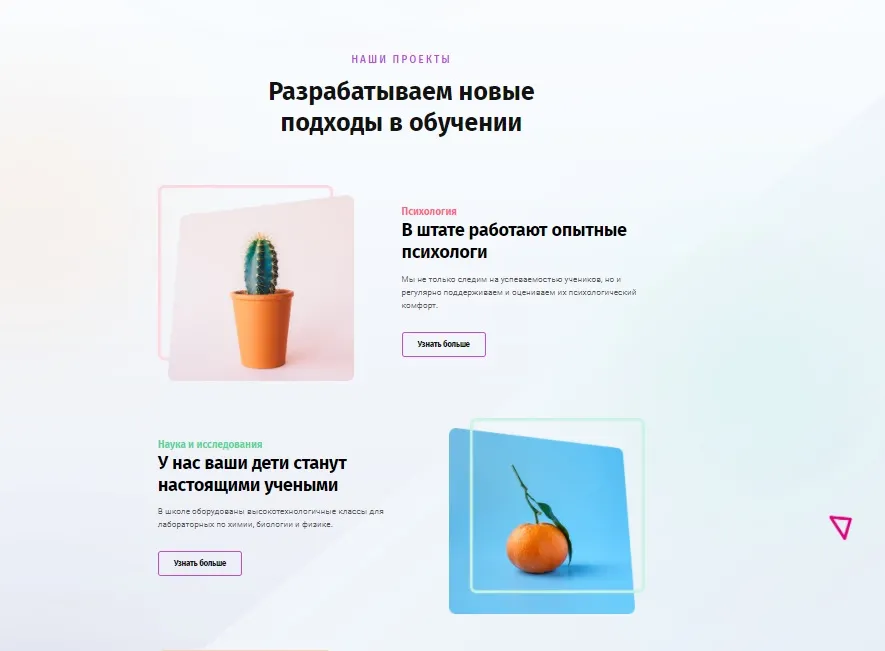 НАШИ ПРОЕКТЫ
Разрабатываем новые
подходы в обучении
Психология
В штате работают опытные
психологи
Мы не только следим на успеваемостью учеников, но и
регулярно поддерживаем и оцениваем их психологический
комфорт.
Узнать больше
Наука и исследования
У нас ваши дети станут
настоящими учеными
В школе оборудованы высокотехнологичные классы для
лабораторных по химии, биологии и физике.
Узнать больше